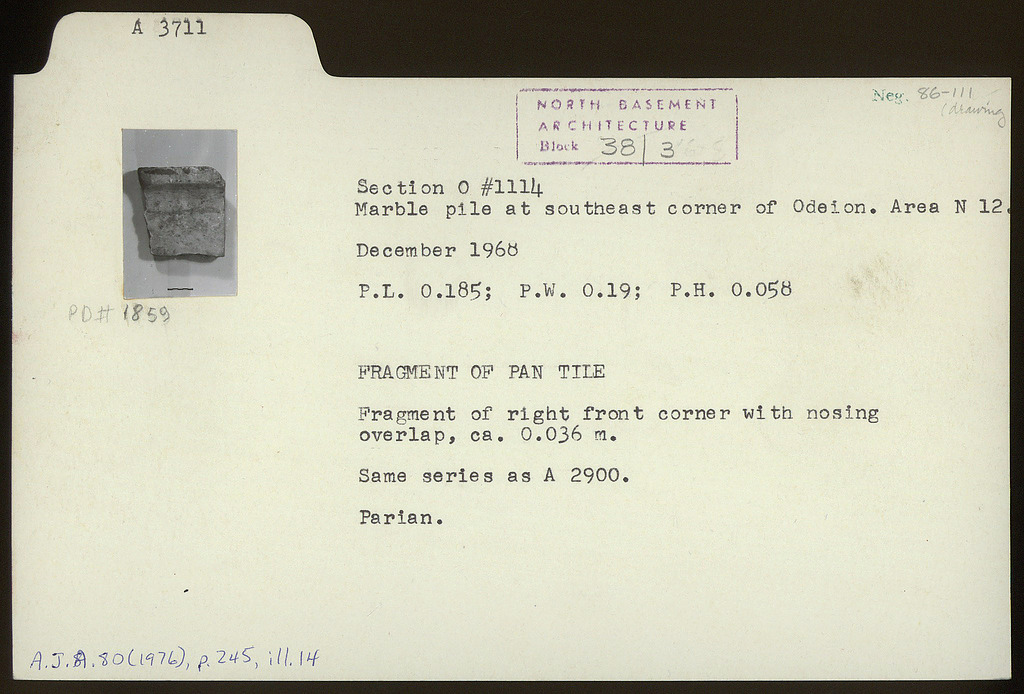 A 3711
Neg. 86-111
(drawing
NORTH BASEMENT
ARCHITECTURE
Block 38/3
Section O #1114
Marble pile at southeast corner of Odeion. Area N 12.
December 1968
P.L. 0.185; P.W. 0.19; P.H. 0.058
PD# 1859
FRAGMENT OF PAN TILE
Fragment of right front corner with nosing
overlap, ca. 0.036 m.
Same series as A 2900.
Parian.
A.J.A. 80 (1976), p. 245, ill. 14